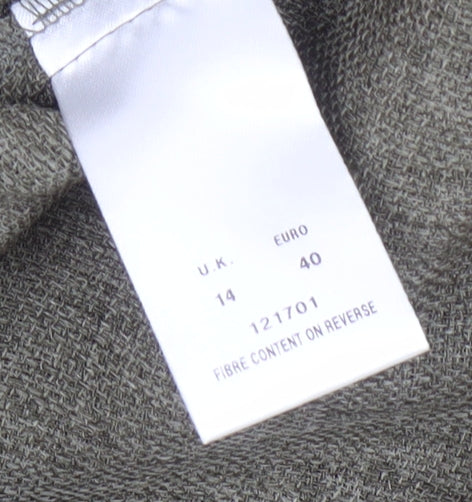 U.K. EURO
14 40
121701
FIBRE CONTENT ON REVERSE